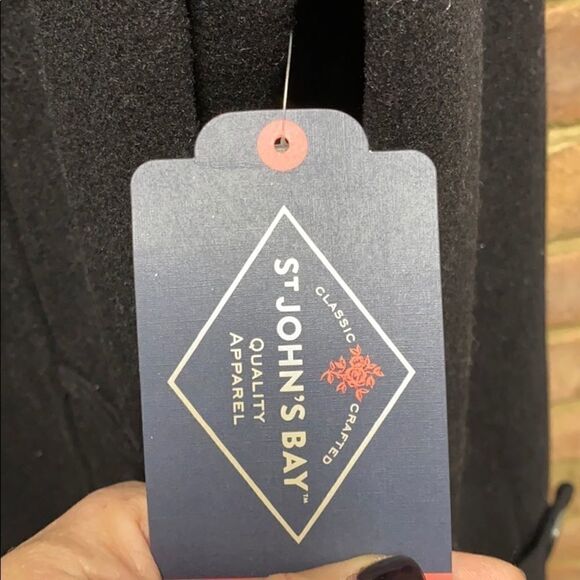 CLASSIC CRAFTED
ST JOHN'S BAY™
QUALITY
APPAREL